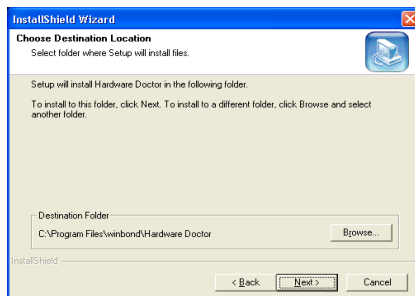 InstallShield Wizard
Choose Destination Location
Select folder where Setup will install files.
Setup will install Hardware Doctor in the following folder.
To install to this folder, click Next. To install to a different folder, click Browse and select
another folder.
Destination Folder
C:\Program Files\winbond\Hardware Doctor
Browse...
InstallShield
< Back
Next >
Cancel